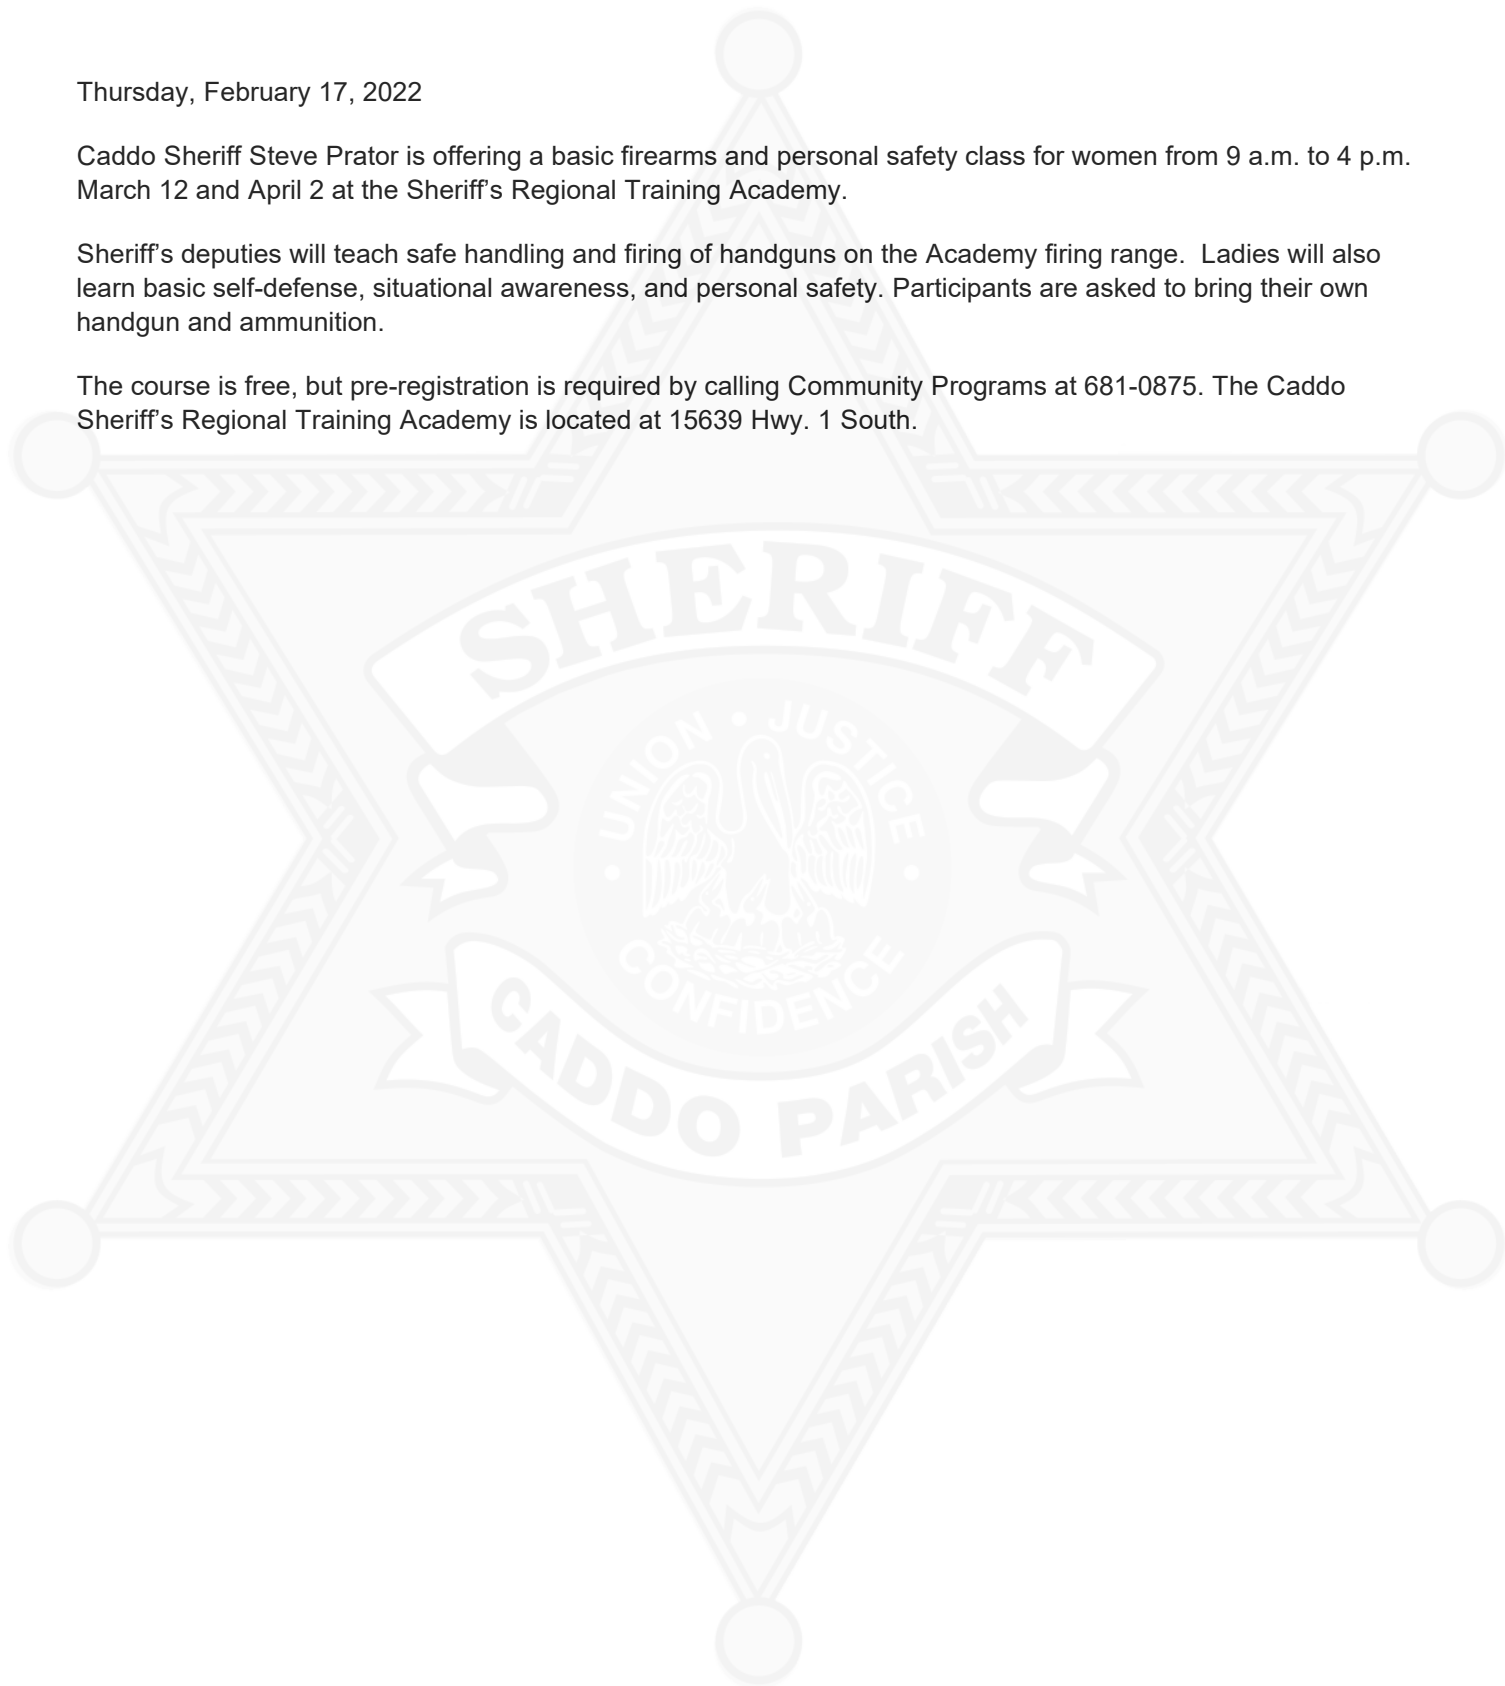 Thursday, February 17, 2022
Caddo Sheriff Steve Prator is offering a basic firearms and personal safety class for women from 9 a.m. to 4 p.m.
March 12 and April 2 at the Sheriff’s Regional Training Academy.
Sheriff’s deputies will teach safe handling and firing of handguns on the Academy firing range.  Ladies will also
learn basic self-defense, situational awareness, and personal safety. Participants are asked to bring their own
handgun and ammunition.
The course is free, but pre-registration is required by calling Community Programs at 681-0875. The Caddo
Sheriff’s Regional Training Academy is located at 15639 Hwy. 1 South.
SHERIFF
UNION • JUSTICE
• CONFIDENCE •
CADDO PARISH